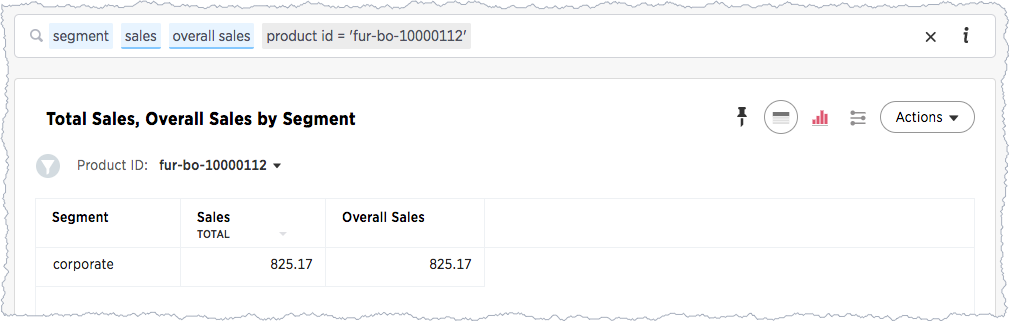 segment sales overall sales product id = 'fur-bo-10000112'
Total Sales, Overall Sales by Segment
Actions
Product ID: fur-bo-10000112
Segment Sales Overall Sales
TOTAL
corporate 825.17 825.17